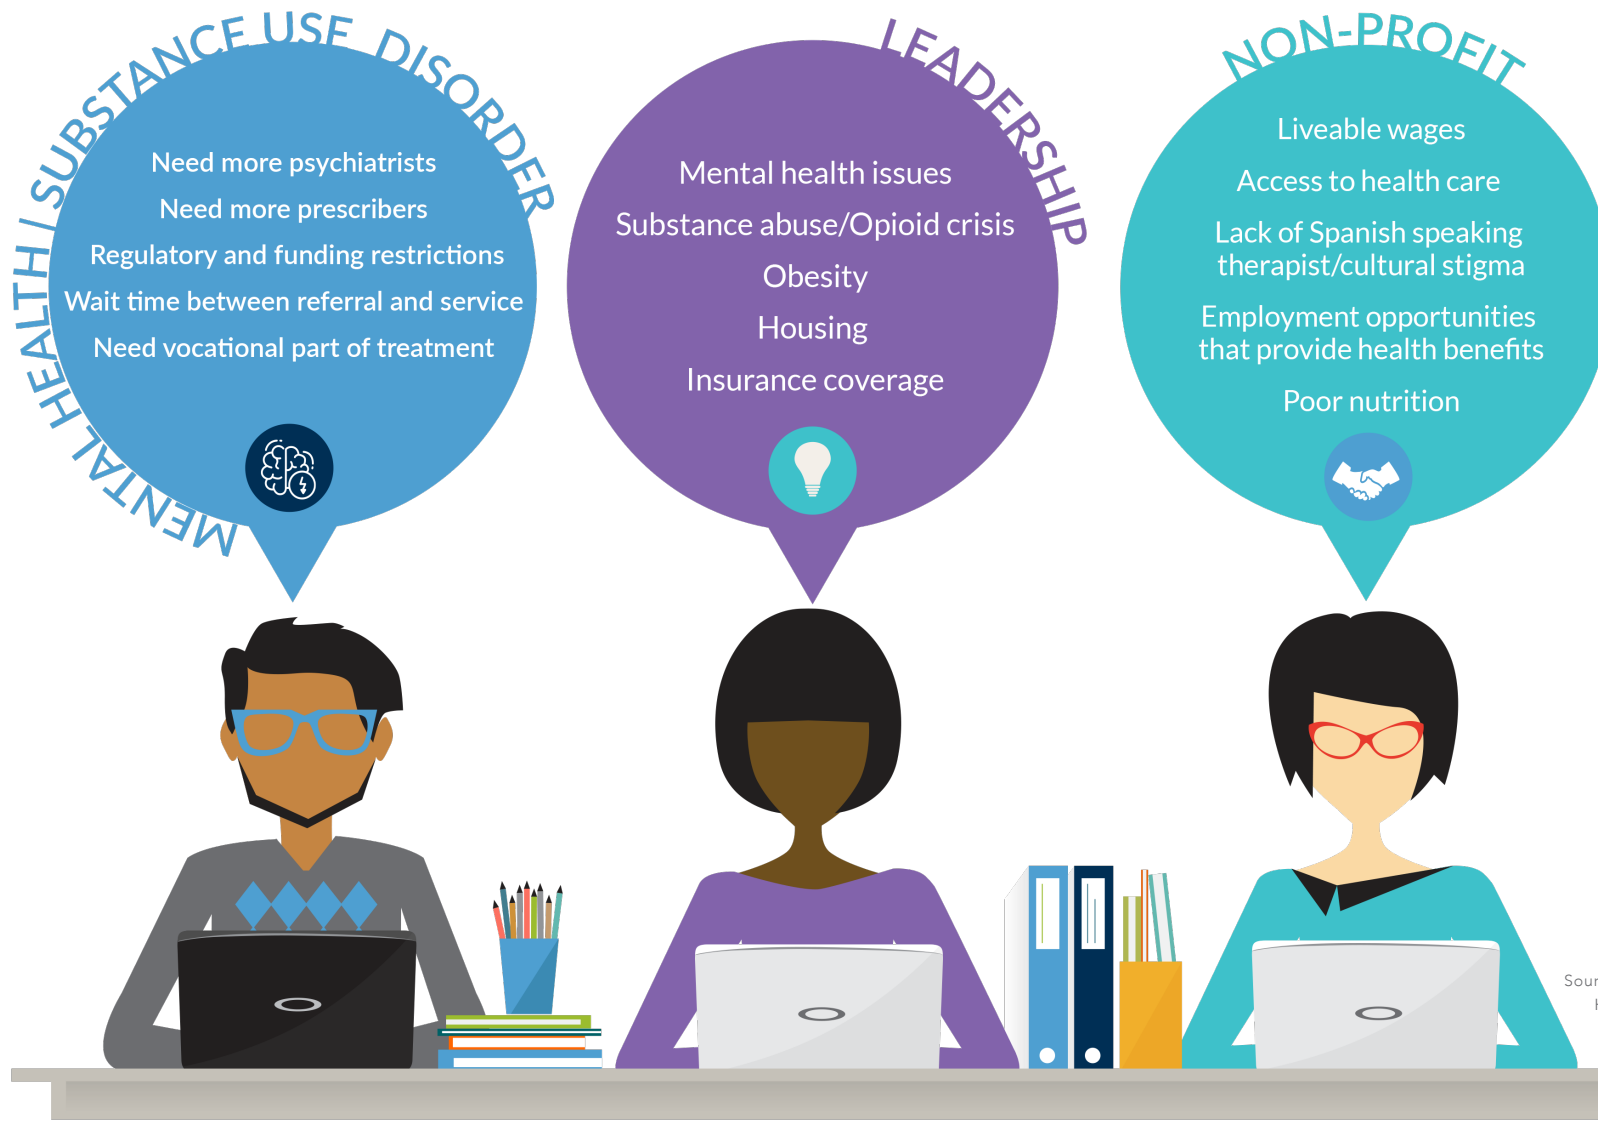 MENTAL HEALTH / SUBSTANCE USE DISORDER
Need more psychiatrists
Need more prescribers
Regulatory and funding restrictions
Wait time between referral and service
Need vocational part of treatment
LEADERSHIP
Mental health issues
Substance abuse/Opioid crisis
Obesity
Housing
Insurance coverage
NON-PROFIT
Liveable wages
Access to health care
Lack of Spanish speaking
therapist/cultural stigma
Employment opportunities
that provide health benefits
Poor nutrition